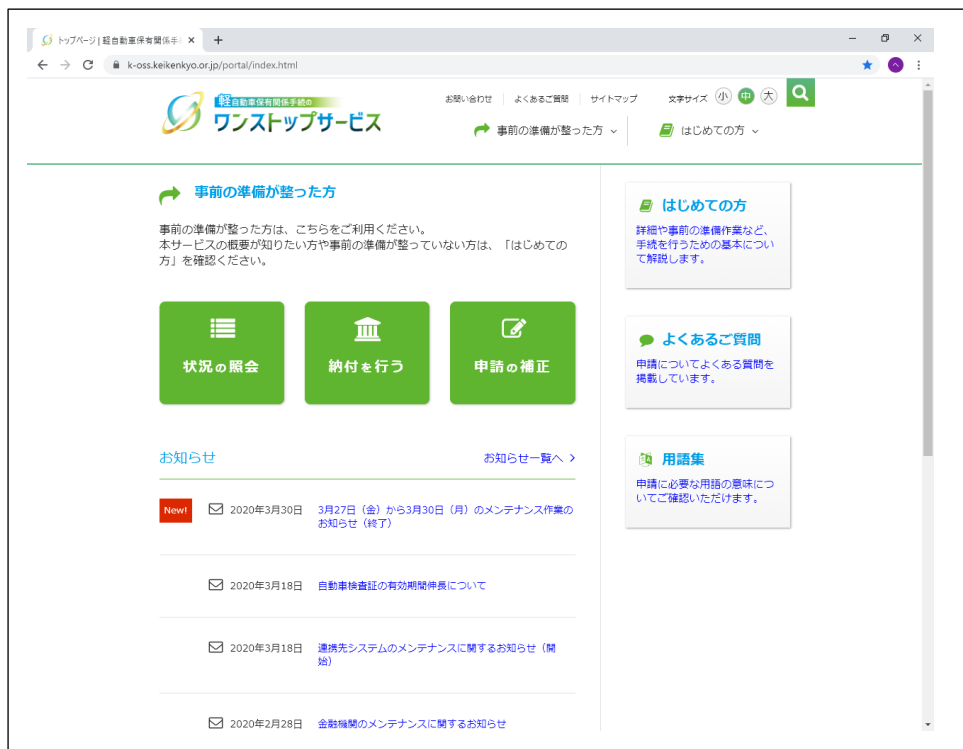 トップページ|軽自動車保有関係手
k-oss.keikenkyo.or.jp/portal/index.html
軽自動車保有関係手続の
ワンストップサービス
お問い合わせ よくあるご質問 サイトマップ 文字サイズ 小 中 大
事前の準備が整った方
はじめての方
事前の準備が整った方
事前の準備が整った方は、こちらをご利用ください。
本サービスの概要が知りたい方や事前の準備が整っていない方は、「はじめての
方」を確認ください。
状況の照会
納付を行う
申請の補正
お知らせ
お知らせ一覧へ
New! 2020年3月30日 3月27日（金）から3月30日（月）のメンテナンス作業の
お知らせ（終了）
2020年3月18日 自動車検査証の有効期間伸長について
2020年3月18日 連携先システムのメンテナンスに関するお知らせ（開
始）
2020年2月28日 金融機関のメンテナンスに関するお知らせ
はじめての方
詳細や事前の準備作業など、
手続を行うための基本につい
て解説します。
よくあるご質問
申請についてよくある質問を
掲載しています。
用語集
申請に必要な用語の意味につ
いてご確認いただけます。